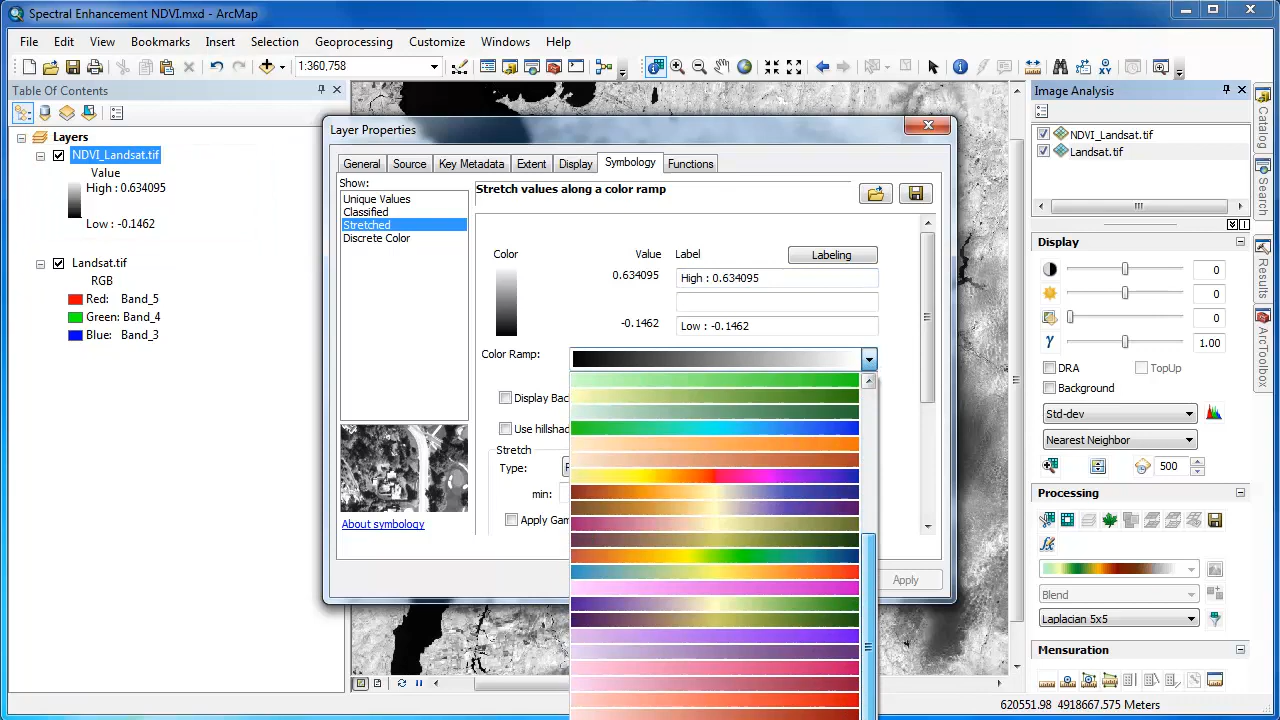 Spectral Enhancement NDVI.mxd - ArcMap
File Edit View Bookmarks Insert Selection Geoprocessing Customize Windows Help
1:360,758
Table Of Contents
Layers
NDVI_Landsat.tif
Value
High : 0.634095
Low : -0.1462
Landsat.tif
RGB
Red: Band_5
Green: Band_4
Blue: Band_3
Layer Properties
General Source Key Metadata Extent Display Symbology Functions
Show:
Unique Values
Classified
Stretched
Discrete Color
About symbology
Stretch values along a color ramp
Color Value Label Labeling
0.634095 High : 0.634095
-0.1462 Low : -0.1462
Color Ramp:
Display Bac
Use hillshad
Stretch
Type:
min:
Apply Gam
Apply
Image Analysis
NDVI_Landsat.tif
Landsat.tif
Display
0
0
0
1.00
DRA TopUp
Background
Std-dev
Nearest Neighbor
500
Processing
Blend
Laplacian 5x5
Mensuration
Catalog
Search
Results
ArcToolbox
620551.98 4918667.575 Meters